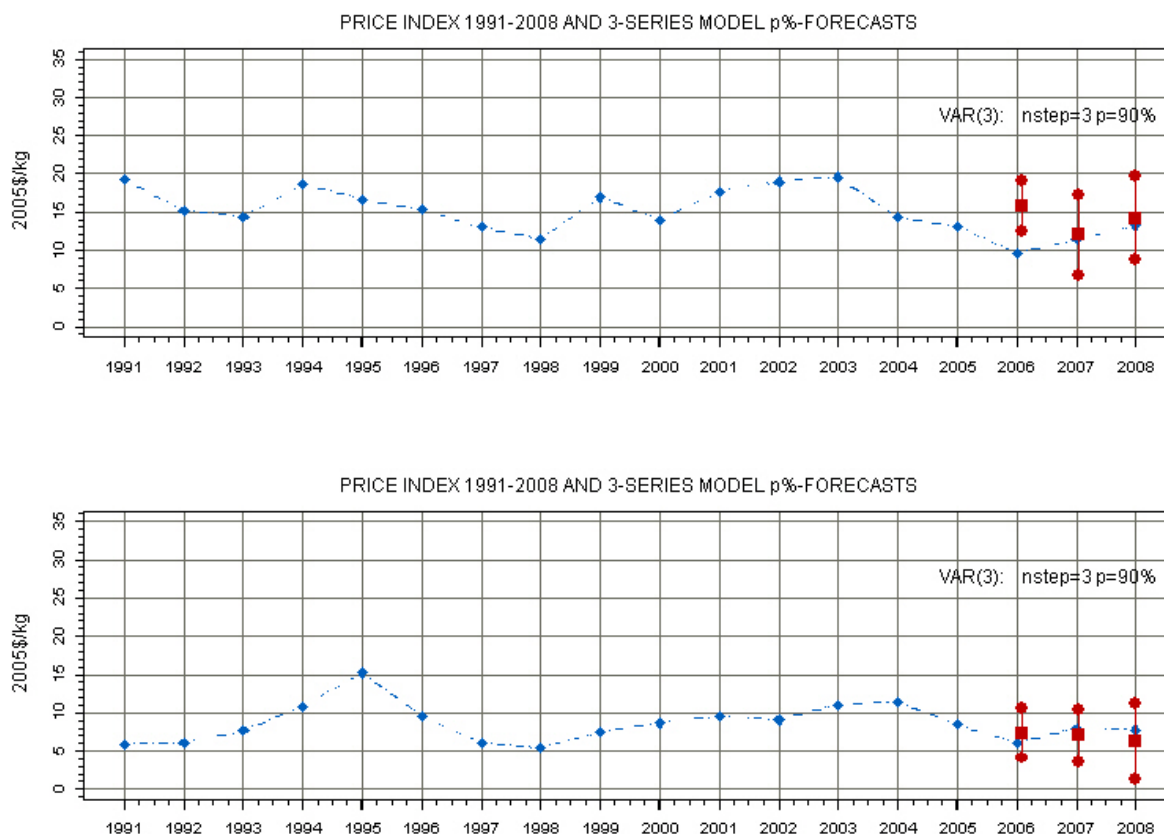 PRICE INDEX 1991-2008 AND 3-SERIES MODEL p%-FORECASTS
35
30
VAR(3): nstep=3 p=90%
25
2005$/kg
20
15
10
5
0
1991 1992 1993 1994 1995 1996 1997 1998 1999 2000 2001 2002 2003 2004 2005 2006 2007 2008
PRICE INDEX 1991-2008 AND 3-SERIES MODEL p%-FORECASTS
35
30
VAR(3): nstep=3 p=90%
25
2005$/kg
20
15
10
5
0
1991 1992 1993 1994 1995 1996 1997 1998 1999 2000 2001 2002 2003 2004 2005 2006 2007 2008